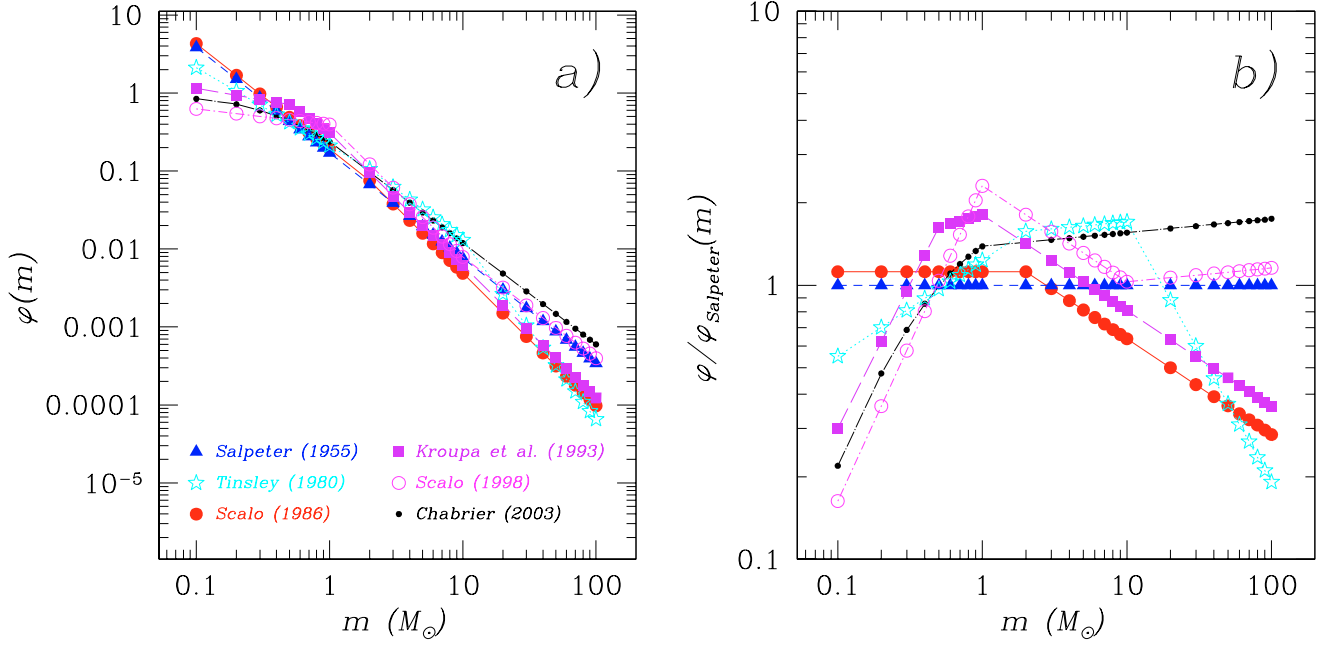 a)
10
1
0.1
0.01
0.001
0.0001
10⁻⁵
φ(m)
Salpeter (1955)
Tinsley (1980)
Scalo (1986)
Kroupa et al. (1993)
Scalo (1998)
Chabrier (2003)
0.1 1 10 100
m (M⊙)
b)
10
1
0.1
φ/φSalpeter(m)
0.1 1 10 100
m (M⊙)